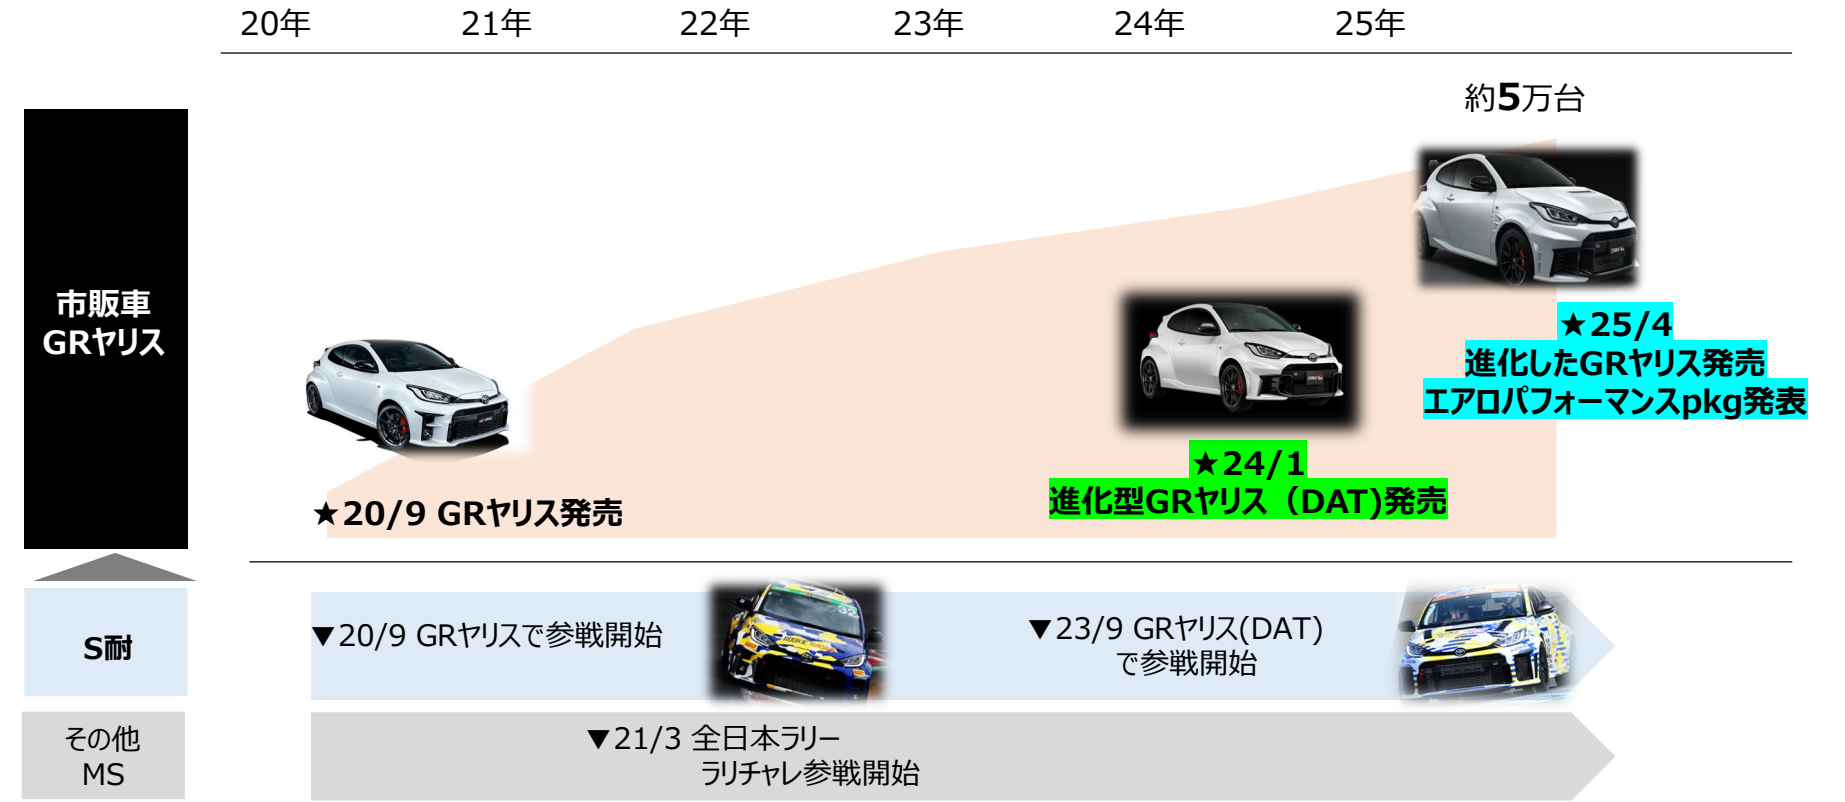 20年 21年 22年 23年 24年 25年
約5万台
市販車
GRヤリス
★25/4
進化したGRヤリス発売
エアロパフォーマンスpkg発表
★24/1
進化型GRヤリス（DAT)発売
★20/9 GRヤリス発売
S耐
▼20/9 GRヤリスで参戦開始
▼23/9 GRヤリス(DAT)
で参戦開始
その他
MS
▼21/3 全日本ラリー
ラリチャレ参戦開始